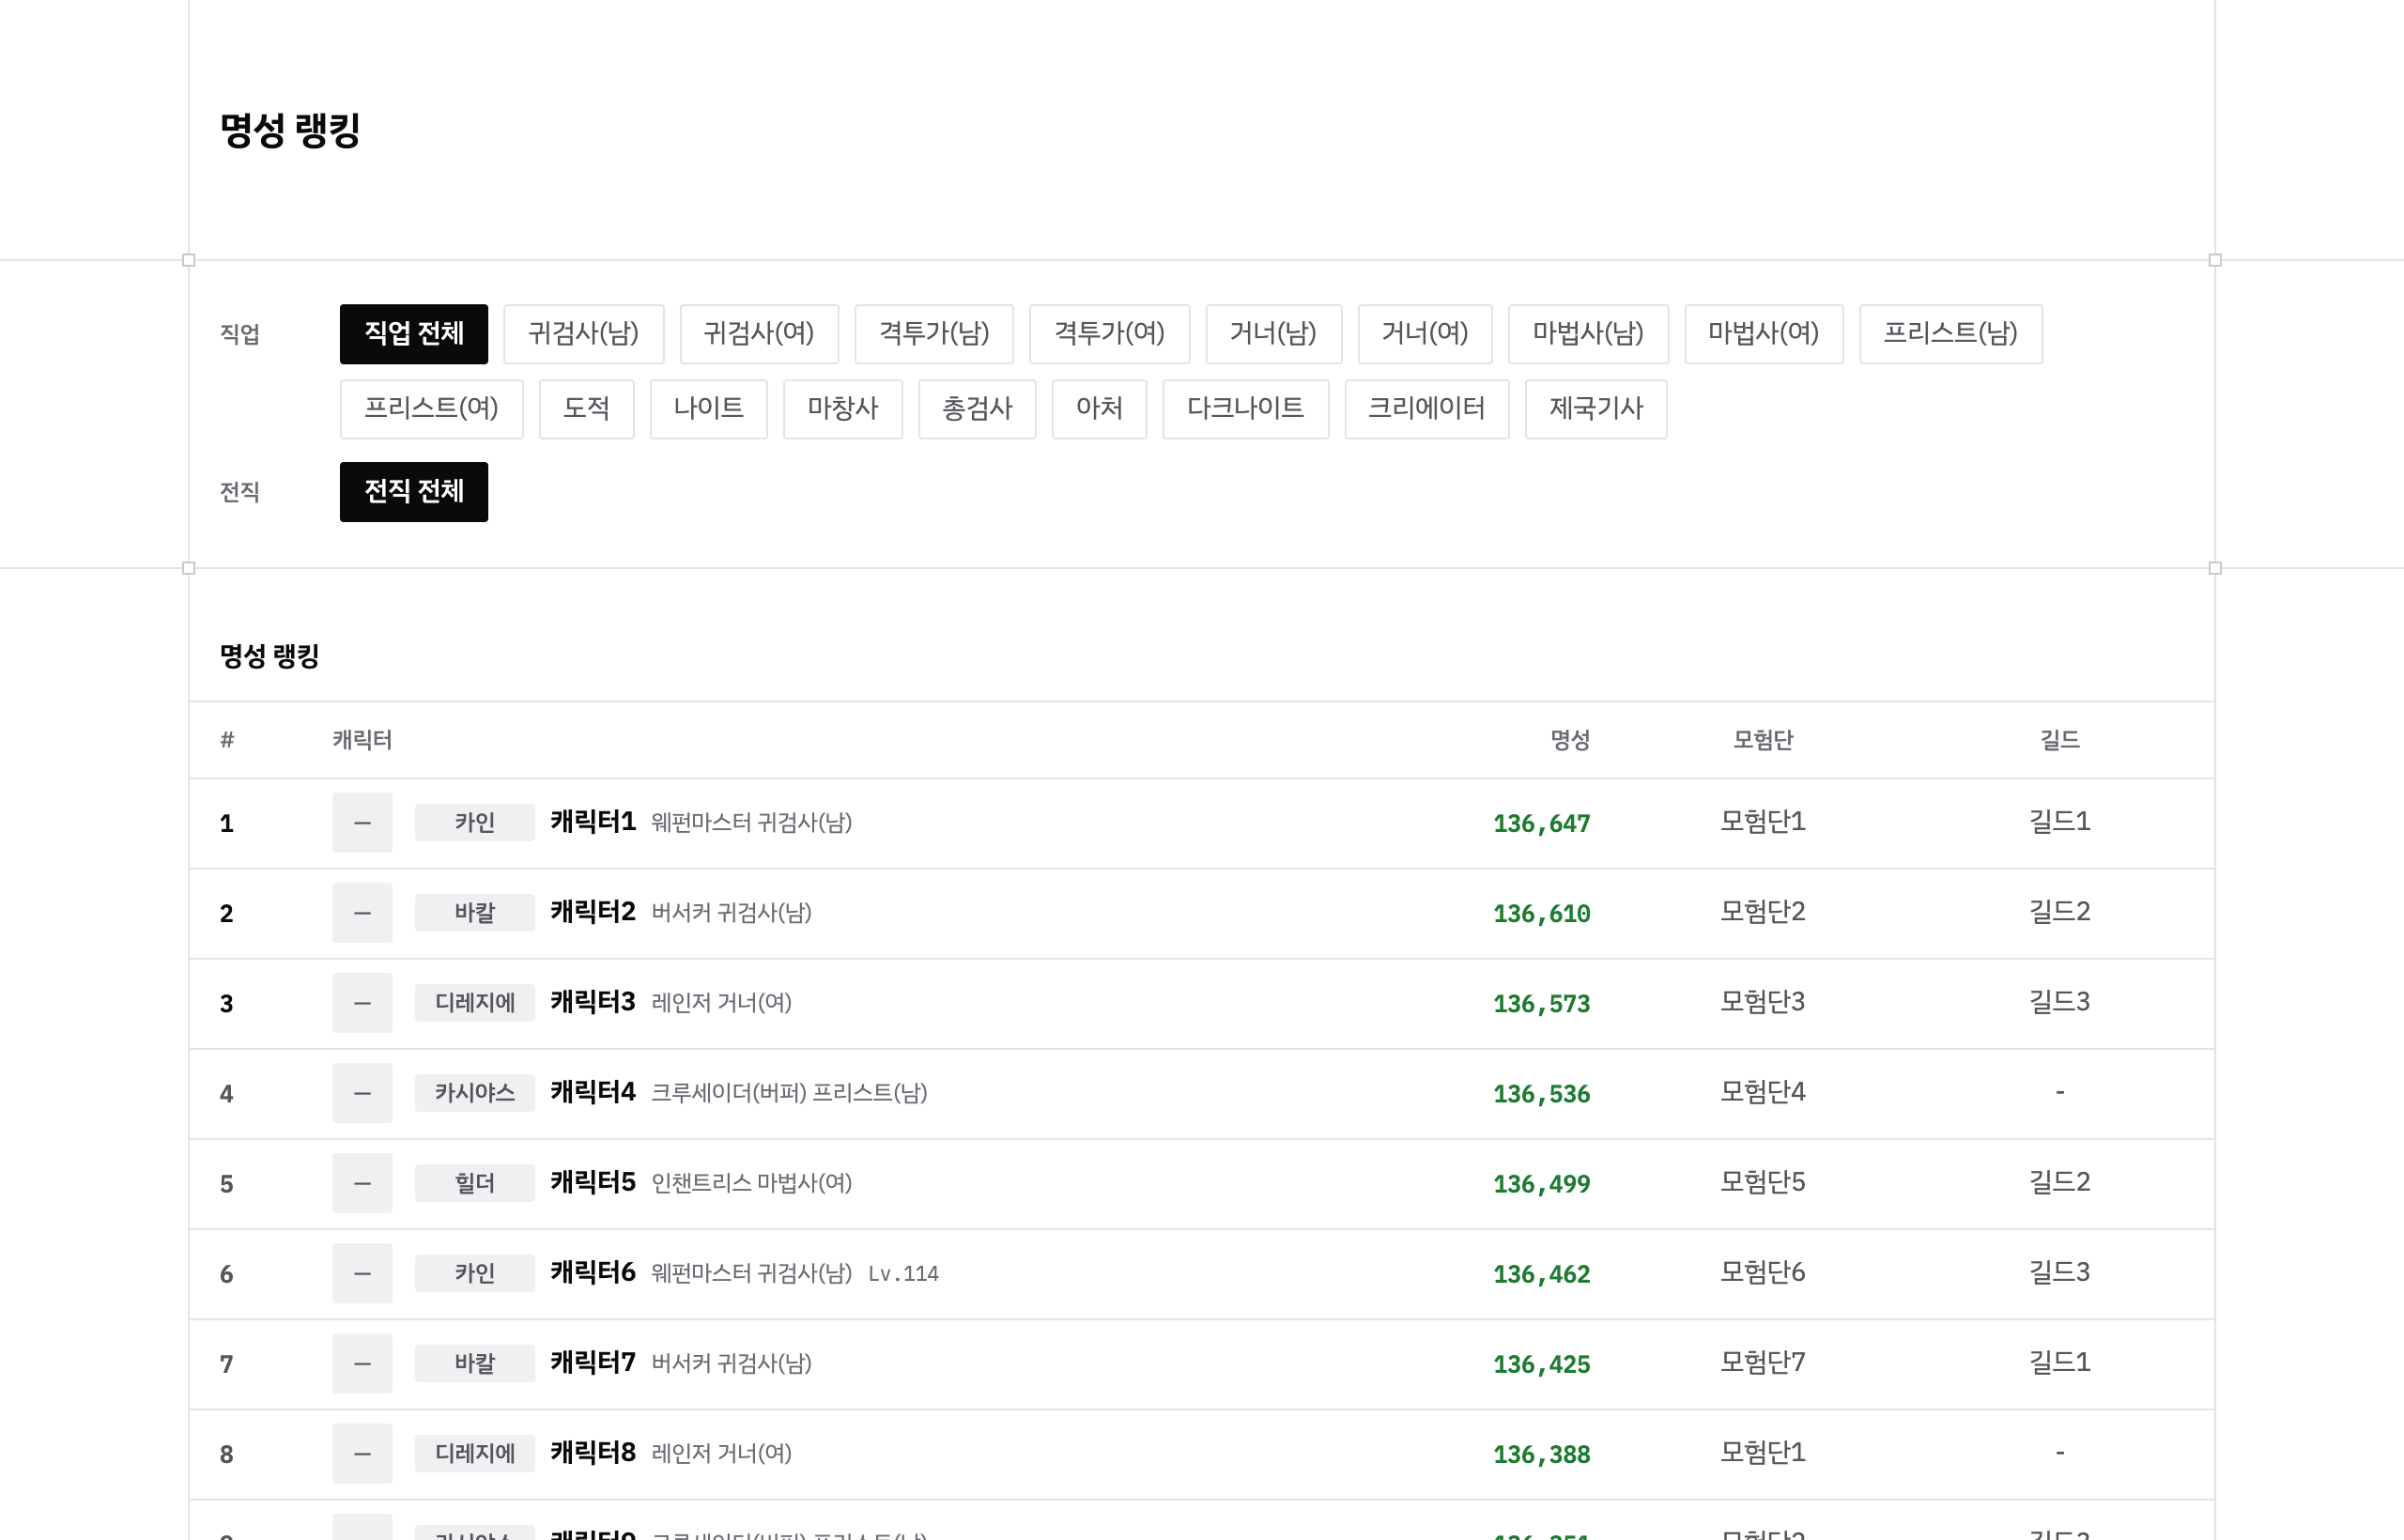 명성 랭킹
직업 직업 전체 귀검사(남) 귀검사(여) 격투가(남) 격투가(여) 거너(남) 거너(여) 마법사(남) 마법사(여) 프리스트(남)
프리스트(여) 도적 나이트 마창사 총검사 아처 다크나이트 크리에이터 제국기사
전직 전직 전체
명성 랭킹
# 캐릭터 명성 모험단 길드
1 — 카인 캐릭터1 웨펀마스터 귀검사(남) 136,647 모험단1 길드1
2 — 바칼 캐릭터2 버서커 귀검사(남) 136,610 모험단2 길드2
3 — 디레지에 캐릭터3 레인저 거너(여) 136,573 모험단3 길드3
4 — 카시야스 캐릭터4 크루세이더(버퍼) 프리스트(남) 136,536 모험단4 -
5 — 힐더 캐릭터5 인챈트리스 마법사(여) 136,499 모험단5 길드2
6 — 카인 캐릭터6 웨펀마스터 귀검사(남) Lv.114 136,462 모험단6 길드3
7 — 바칼 캐릭터7 버서커 귀검사(남) 136,425 모험단7 길드1
8 — 디레지에 캐릭터8 레인저 거너(여) 136,388 모험단1 -